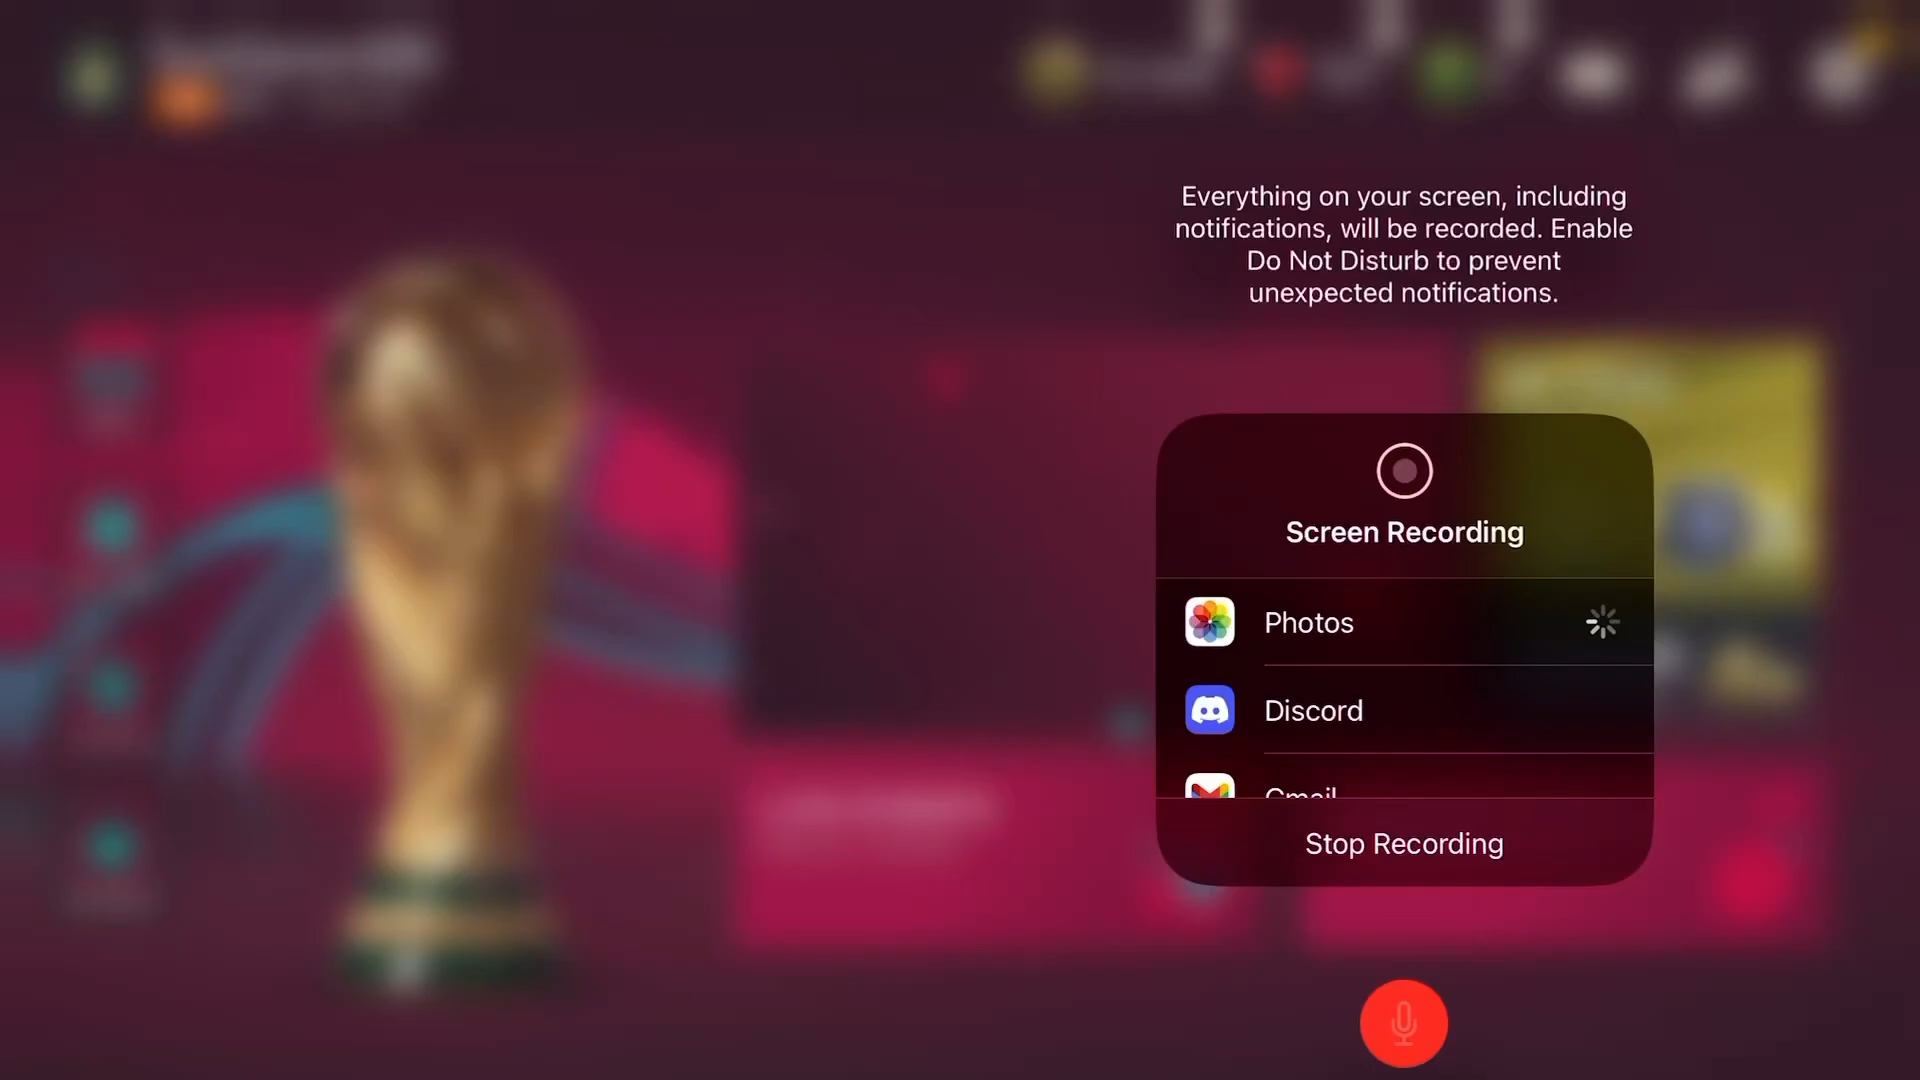 Everything on your screen, including
notifications, will be recorded. Enable
Do Not Disturb to prevent
unexpected notifications.
Screen Recording
Photos
Discord
Gmail
Stop Recording